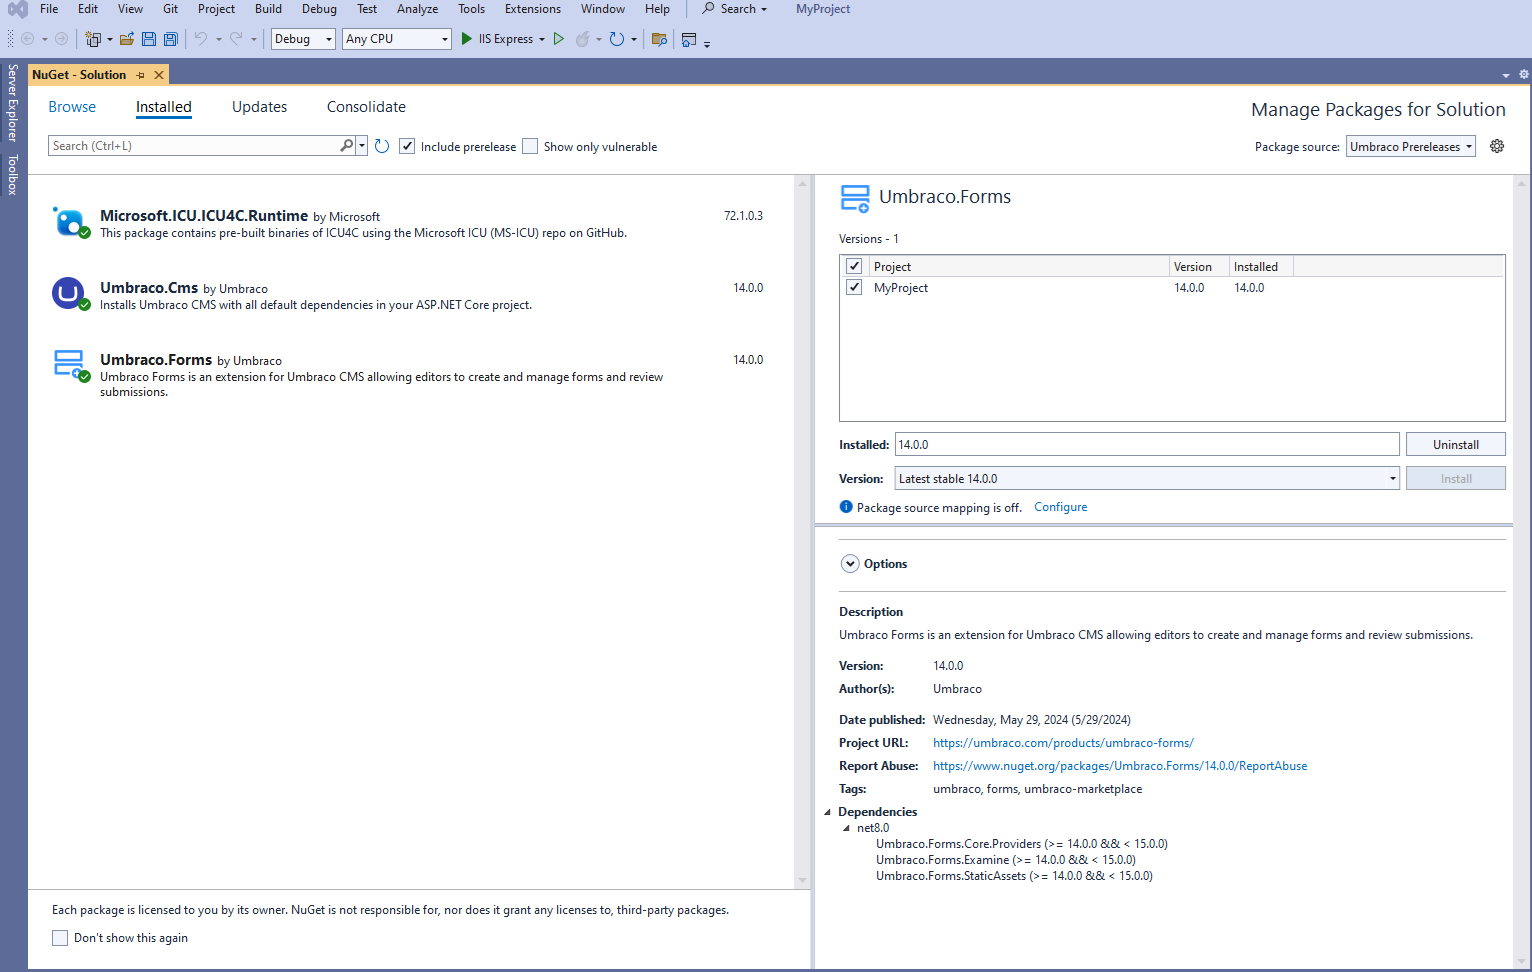 File Edit View Git Project Build Debug Test Analyze Tools Extensions Window Help Search MyProject
Debug Any CPU IIS Express
Server Explorer
Toolbox
NuGet - Solution
Browse Installed Updates Consolidate
Manage Packages for Solution
Search (Ctrl+L) Include prerelease Show only vulnerable
Package source: Umbraco Prereleases
Microsoft.ICU.ICU4C.Runtime by Microsoft 72.1.0.3
This package contains pre-built binaries of ICU4C using the Microsoft ICU (MS-ICU) repo on GitHub.
Umbraco.Cms by Umbraco 14.0.0
Installs Umbraco CMS with all default dependencies in your ASP.NET Core project.
Umbraco.Forms by Umbraco 14.0.0
Umbraco Forms is an extension for Umbraco CMS allowing editors to create and manage forms and review
submissions.
Each package is licensed to you by its owner. NuGet is not responsible for, nor does it grant any licenses to, third-party packages.
Don't show this again
Umbraco.Forms
Versions - 1
Project Version Installed
MyProject 14.0.0 14.0.0
Installed: 14.0.0 Uninstall
Version: Latest stable 14.0.0 Install
Package source mapping is off. Configure
Options
Description
Umbraco Forms is an extension for Umbraco CMS allowing editors to create and manage forms and review submissions.
Version: 14.0.0
Author(s): Umbraco
Date published: Wednesday, May 29, 2024 (5/29/2024)
Project URL: https://umbraco.com/products/umbraco-forms/
Report Abuse: https://www.nuget.org/packages/Umbraco.Forms/14.0.0/ReportAbuse
Tags: umbraco, forms, umbraco-marketplace
Dependencies
net8.0
Umbraco.Forms.Core.Providers (>= 14.0.0 && < 15.0.0)
Umbraco.Forms.Examine (>= 14.0.0 && < 15.0.0)
Umbraco.Forms.StaticAssets (>= 14.0.0 && < 15.0.0)